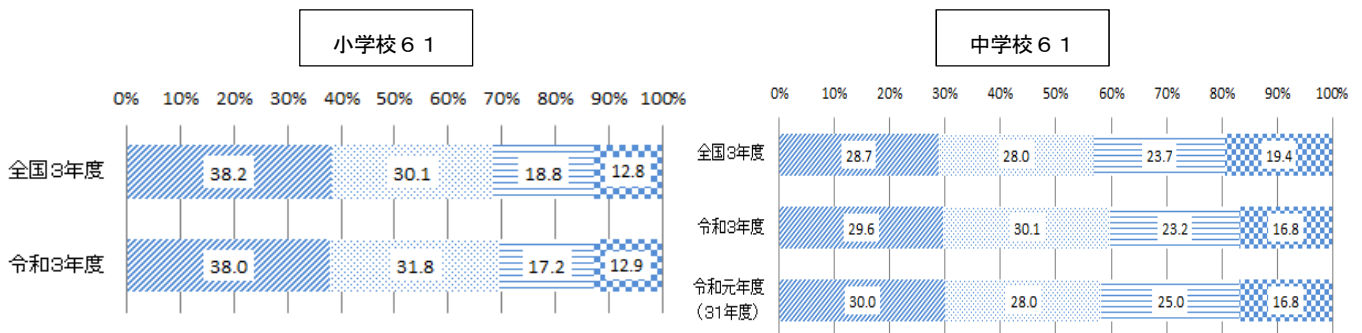 小学校６１
0% 10% 20% 30% 40% 50% 60% 70% 80% 90% 100%
全国3年度 38.2 30.1 18.8 12.8
令和3年度 38.0 31.8 17.2 12.9
中学校６１
0% 10% 20% 30% 40% 50% 60% 70% 80% 90% 100%
全国3年度 28.7 28.0 23.7 19.4
令和3年度 29.6 30.1 23.2 16.8
令和元年度
（31年度） 30.0 28.0 25.0 16.8